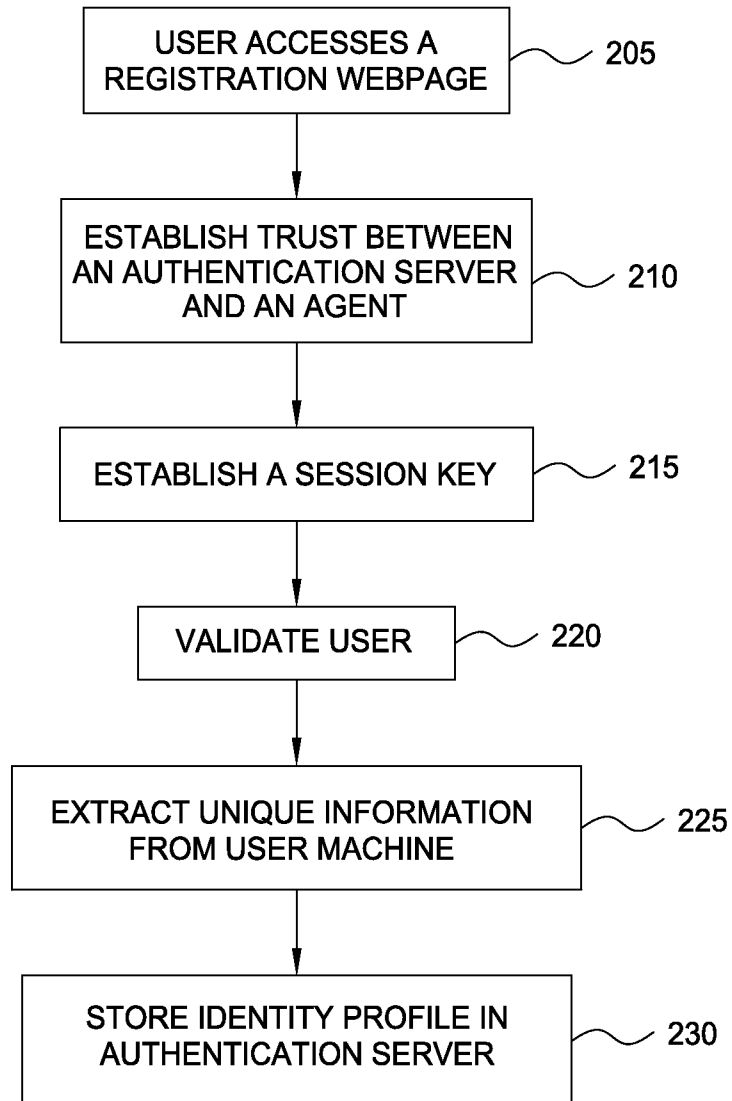 USER ACCESSES A
REGISTRATION WEBPAGE
205
ESTABLISH TRUST BETWEEN
AN AUTHENTICATION SERVER
AND AN AGENT
210
ESTABLISH A SESSION KEY
215
VALIDATE USER
220
EXTRACT UNIQUE INFORMATION
FROM USER MACHINE
225
STORE IDENTITY PROFILE IN
AUTHENTICATION SERVER
230